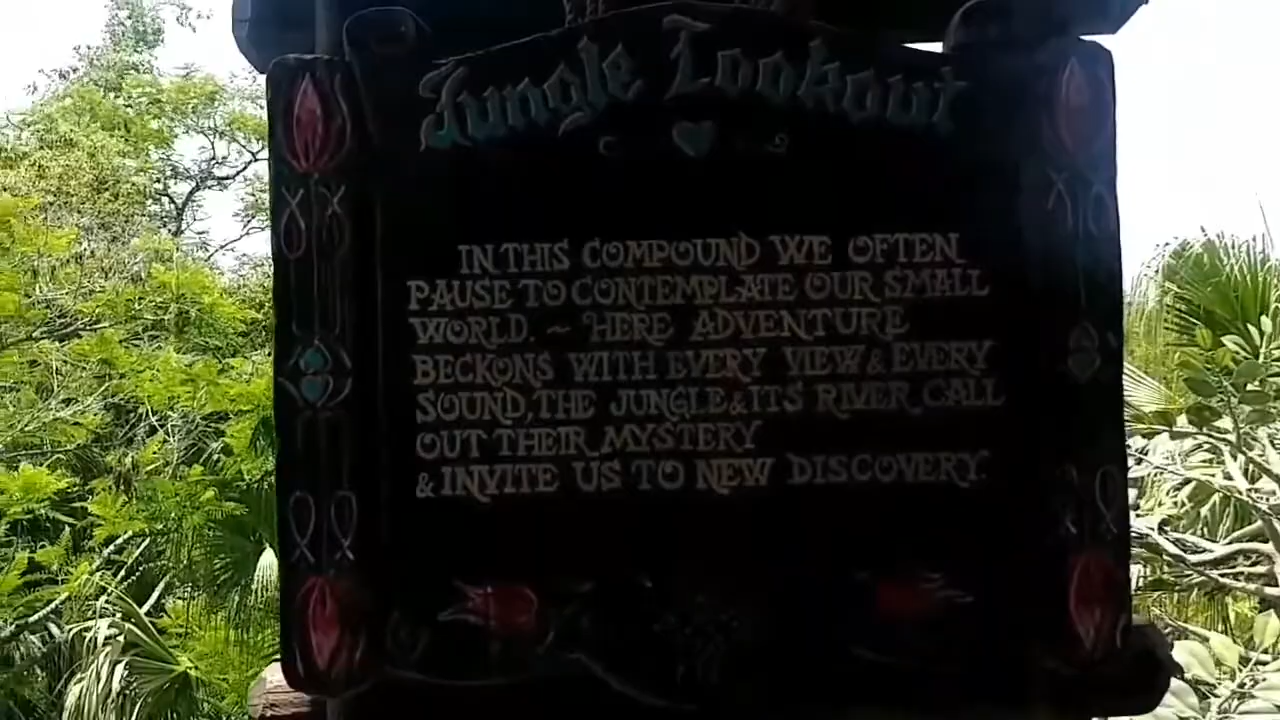 Jungle Lookout
IN THIS COMPOUND WE OFTEN
PAUSE TO CONTEMPLATE OUR SMALL
WORLD. ~ HERE ADVENTURE
BECKONS WITH EVERY VIEW & EVERY
SOUND, THE JUNGLE & ITS RIVER CALL
OUT THEIR MYSTERY
& INVITE US TO NEW DISCOVERY.